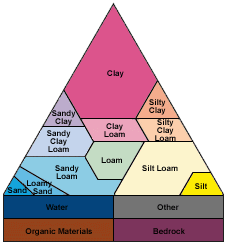 Clay
Sandy
Clay
Silty
Clay
Clay
Loam
Silty
Clay
Loam
Sandy
Clay
Loam
Sandy
Loam
Loam
Silt Loam
Sand
Loamy
Sand
Silt
Water
Other
Organic Materials
Bedrock